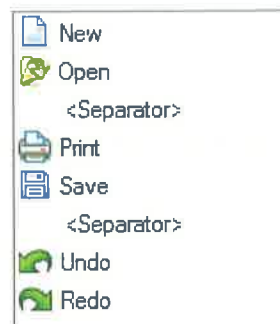 New
Open
<Separator>
Print
Save
<Separator>
Undo
Redo